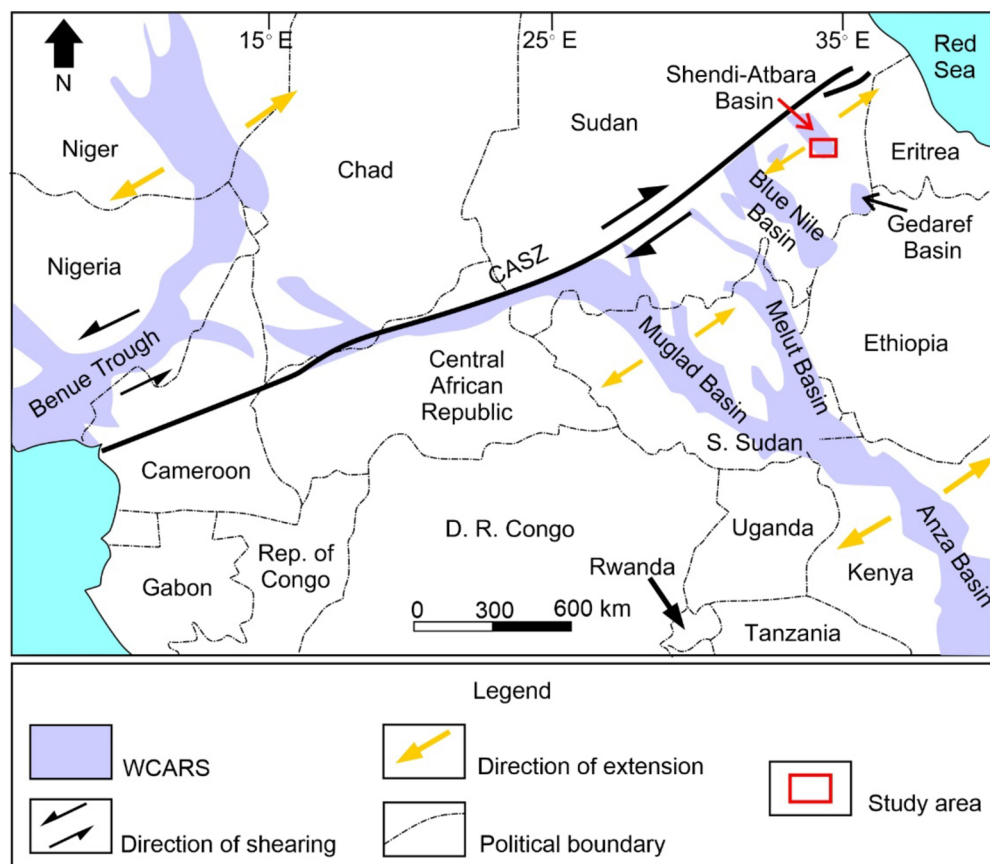 15° E
25° E
35° E
Red
Sea
N
Shendi-Atbara
Basin
Sudan
Niger
Chad
Eritrea
Blue Nile
Basin
Gedaref
Basin
Nigeria
CASZ
Benue Trough
Central
African
Republic
Muglad Basin
Melut Basin
Ethiopia
S. Sudan
Cameroon
D. R. Congo
Uganda
Anza Basin
Rep. of
Congo
Gabon
Rwanda
Kenya
0 300 600 km
Tanzania
Legend
WCARS
Direction of extension
Study area
Direction of shearing
Political boundary